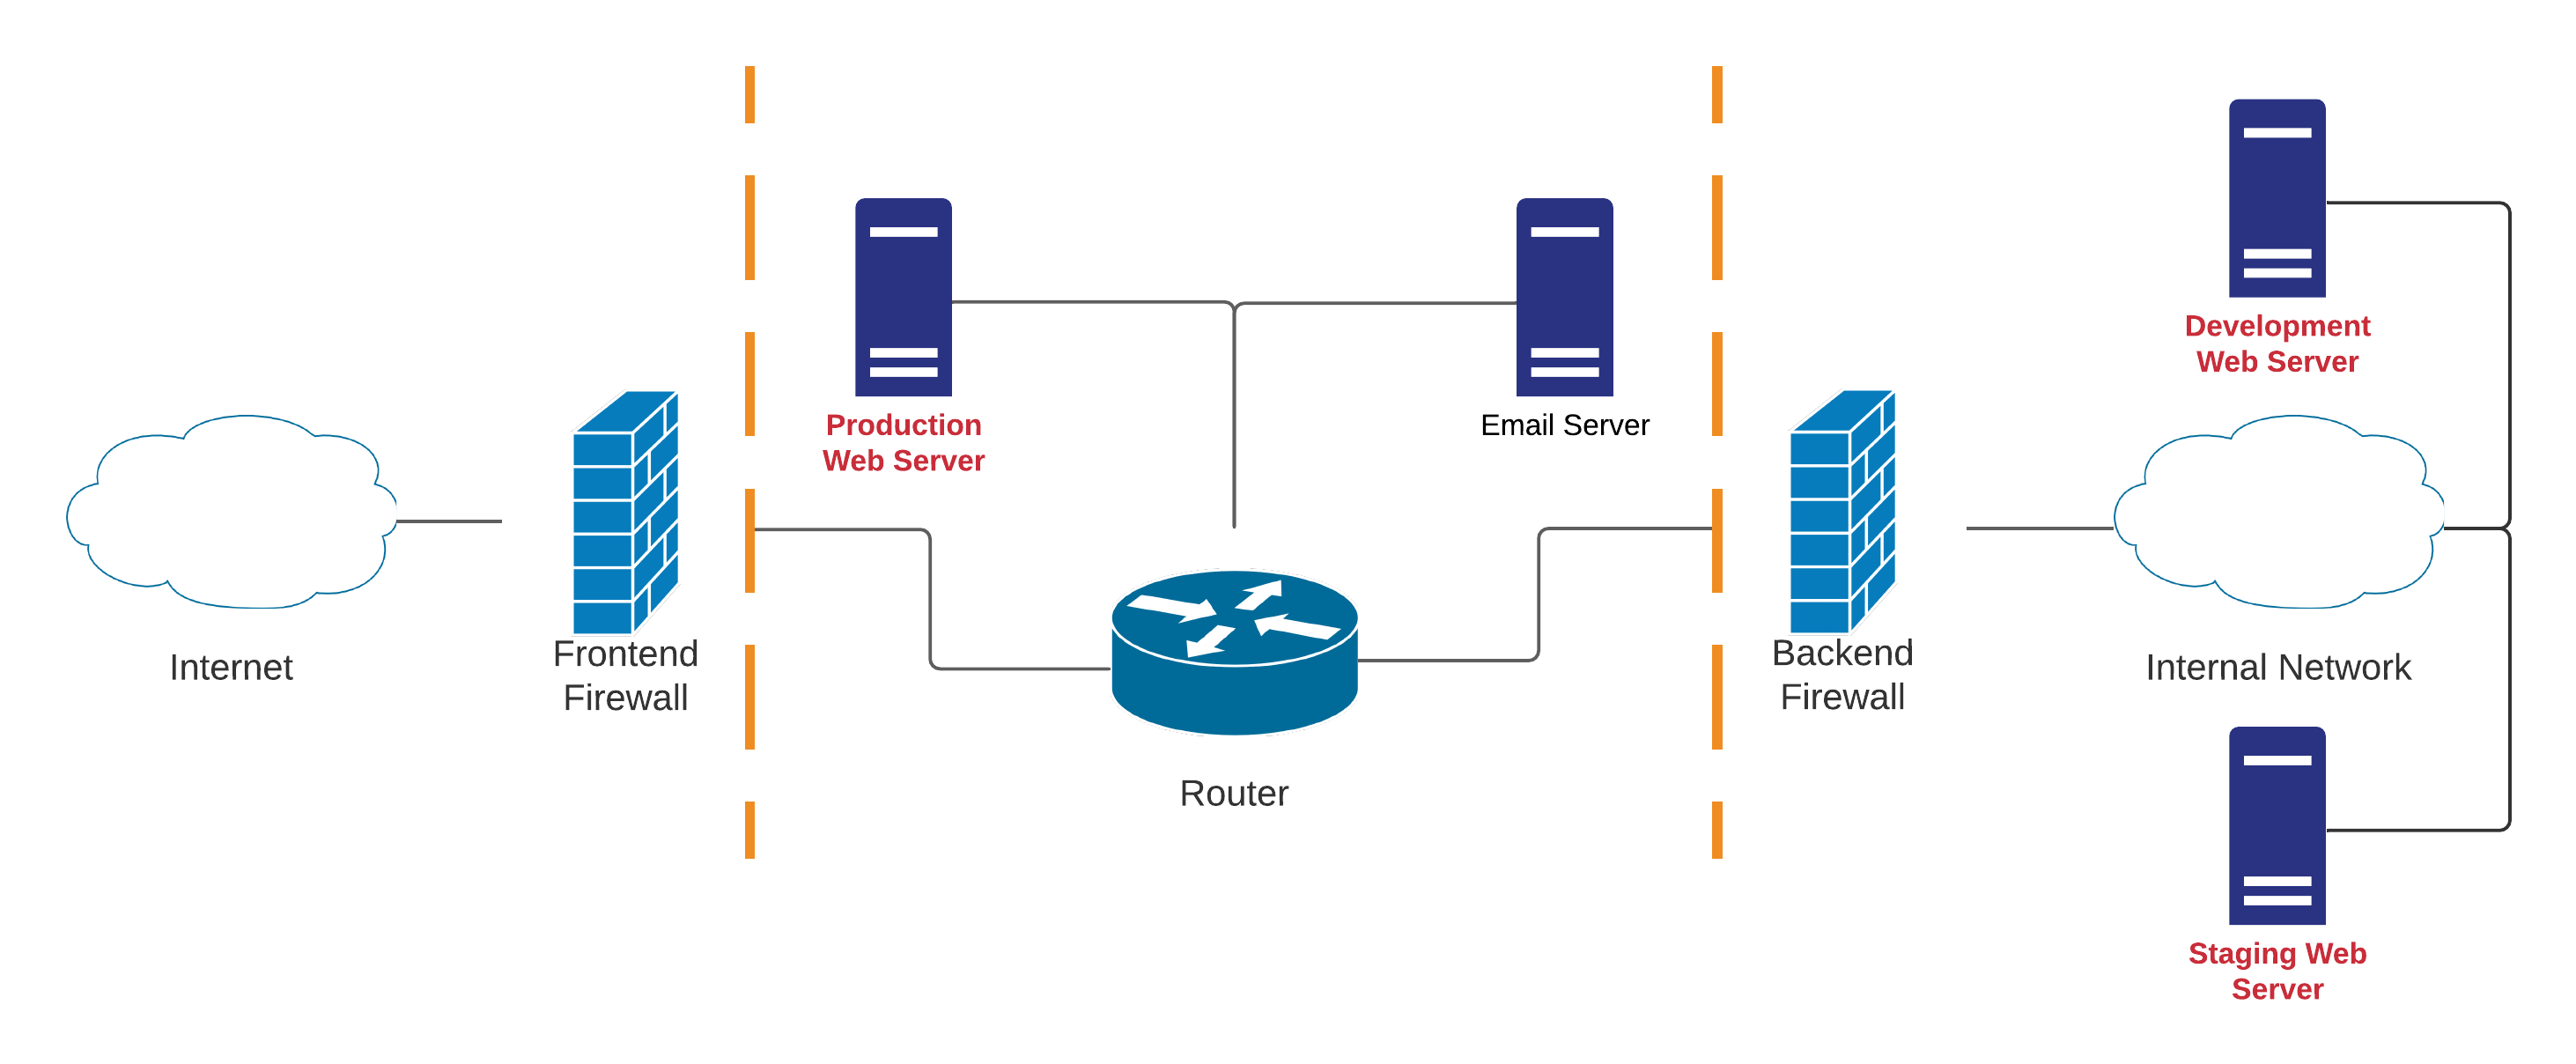 Development
Web Server
Production
Web Server
Email Server
Internet
Frontend
Firewall
Router
Backend
Firewall
Internal Network
Staging Web
Server